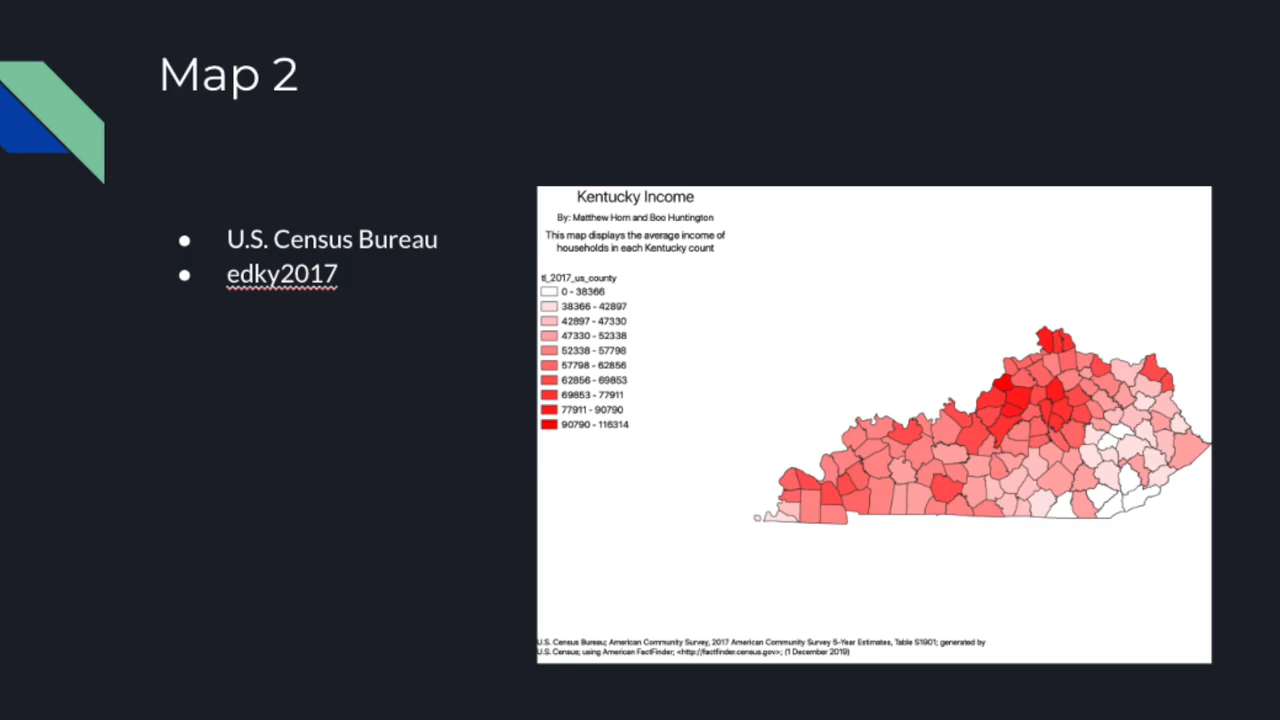 Map 2
● U.S. Census Bureau
● edky2017
Kentucky Income
By: Matthew Horn and Boo Huntington
This map displays the average income of
households in each Kentucky count
tl_2017_us_county
0 - 38366
38366 - 42897
42897 - 47330
47330 - 52338
52338 - 57798
57798 - 62856
62856 - 69853
69853 - 77911
77911 - 90790
90790 - 116314
U.S. Census Bureau; American Community Survey, 2017 American Community Survey 5-Year Estimates, Table S1901; generated by
U.S. Census; using American FactFinder; <http://factfinder.census.gov>; (1 December 2019)